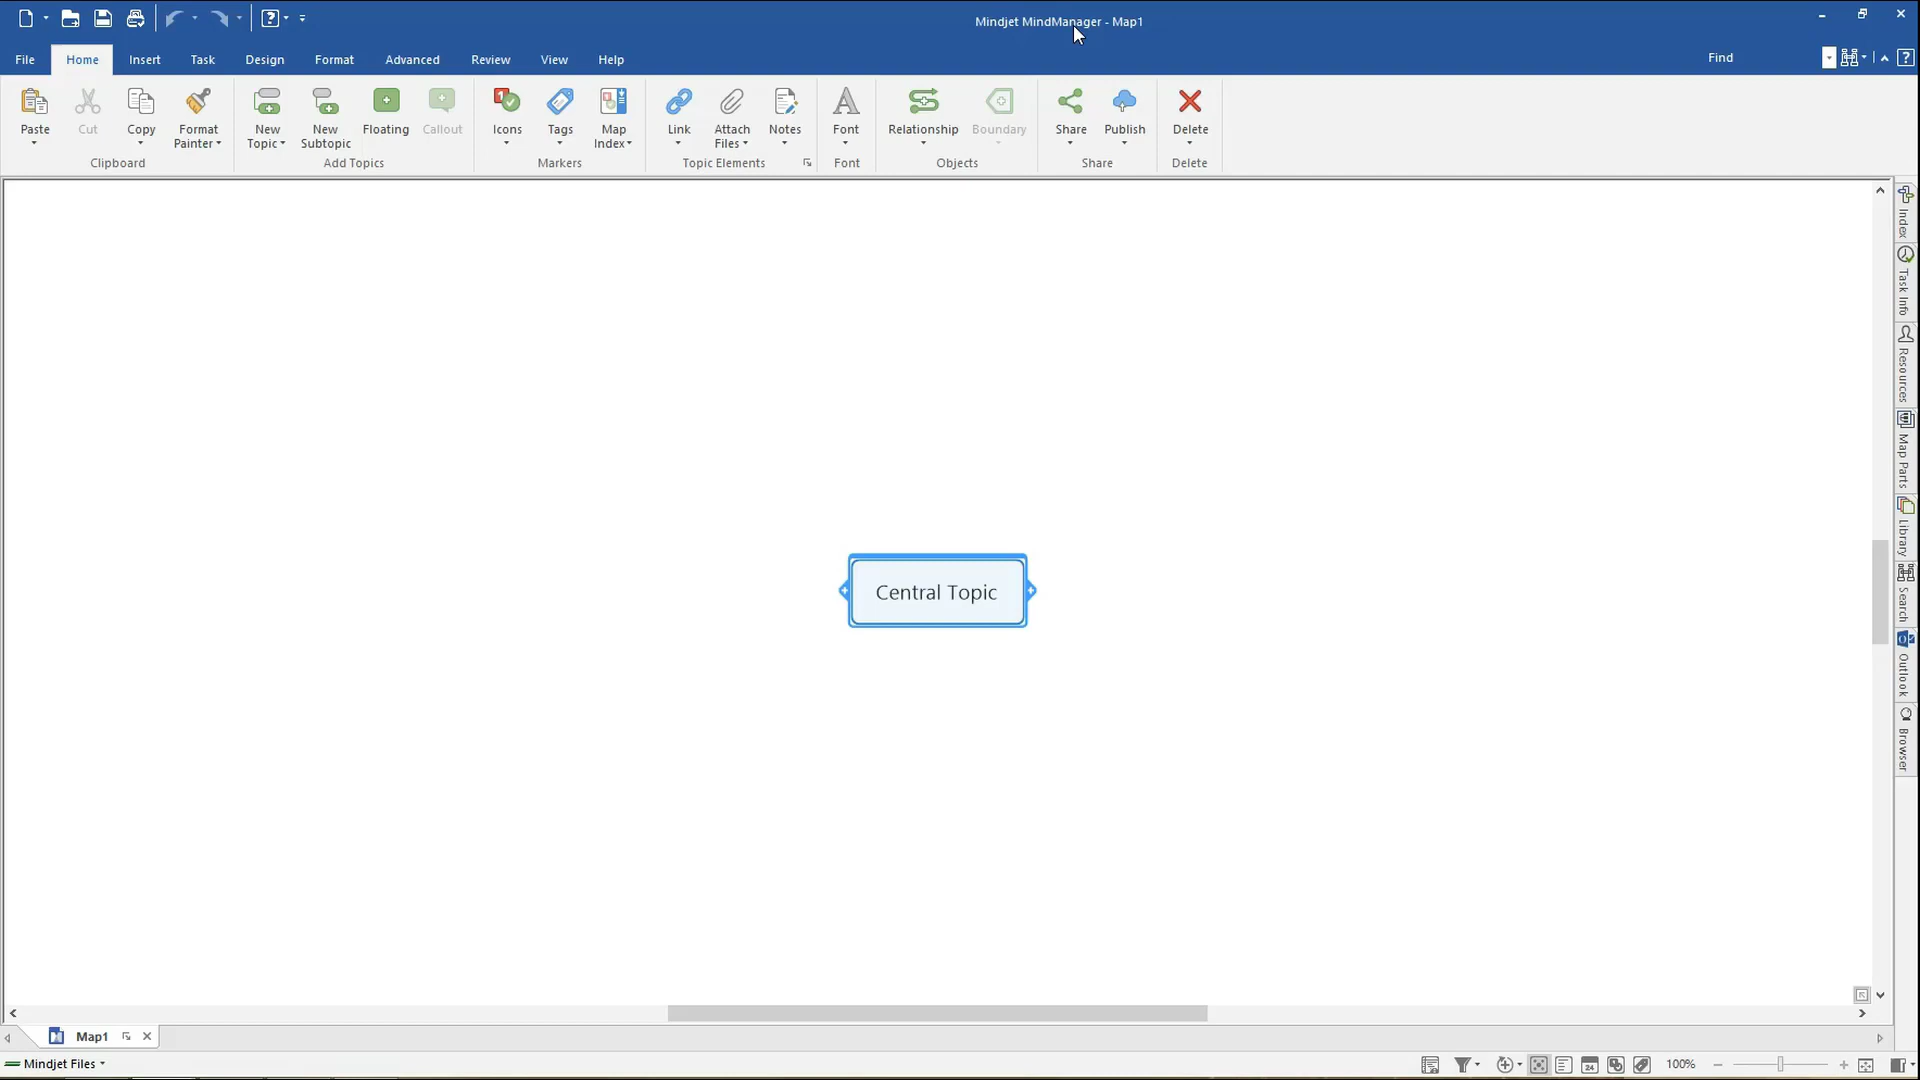 Mindjet MindManager - Map1
File Home Insert Task Design Format Advanced Review View Help Find
Paste Cut Copy Format Painter
New Topic New Subtopic Floating Callout
Icons Tags Map Index
Link Attach Files Notes
Font
Relationship Boundary
Share Publish
Delete
Clipboard Add Topics Markers Topic Elements Font Objects Share Delete
Index
Task Info
Resources
Map Parts
Library
Search
Outlook
Browser
Central Topic
Map1
Mindjet Files
24
100%